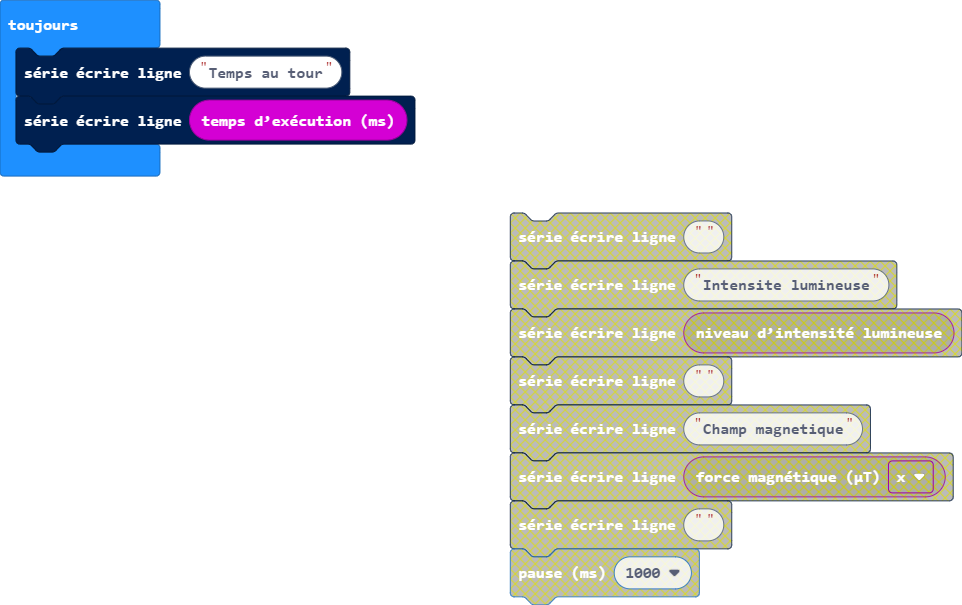 toujours
série écrire ligne "Temps au tour"
série écrire ligne temps d’exécution (ms)
série écrire ligne " "
série écrire ligne "Intensite lumineuse"
série écrire ligne niveau d’intensité lumineuse
série écrire ligne " "
série écrire ligne "Champ magnetique"
série écrire ligne force magnétique (µT) x
série écrire ligne " "
pause (ms) 1000